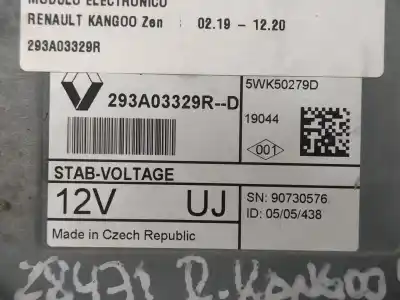 MODULO ELECTRONICO
RENAULT KANGOO Zen : 02.19 – 12.20
293A03329R
293A03329R--D
5WK50279D
19044
001
STAB-VOLTAGE
12V UJ
SN: 90730576
ID: 05/05/438
Made in Czech Republic
28471 R. KANGOO